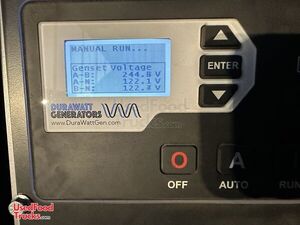 MANUAL RUN...
Genset Voltage
A-B: 244.8 V
A-N: 122.1 V
B-N: 122.7 V
ENTER
DURAWATT
GENERATORS
www.DuraWattGen.com
O A
OFF AUTO RUN
UsedFood
Trucks.com